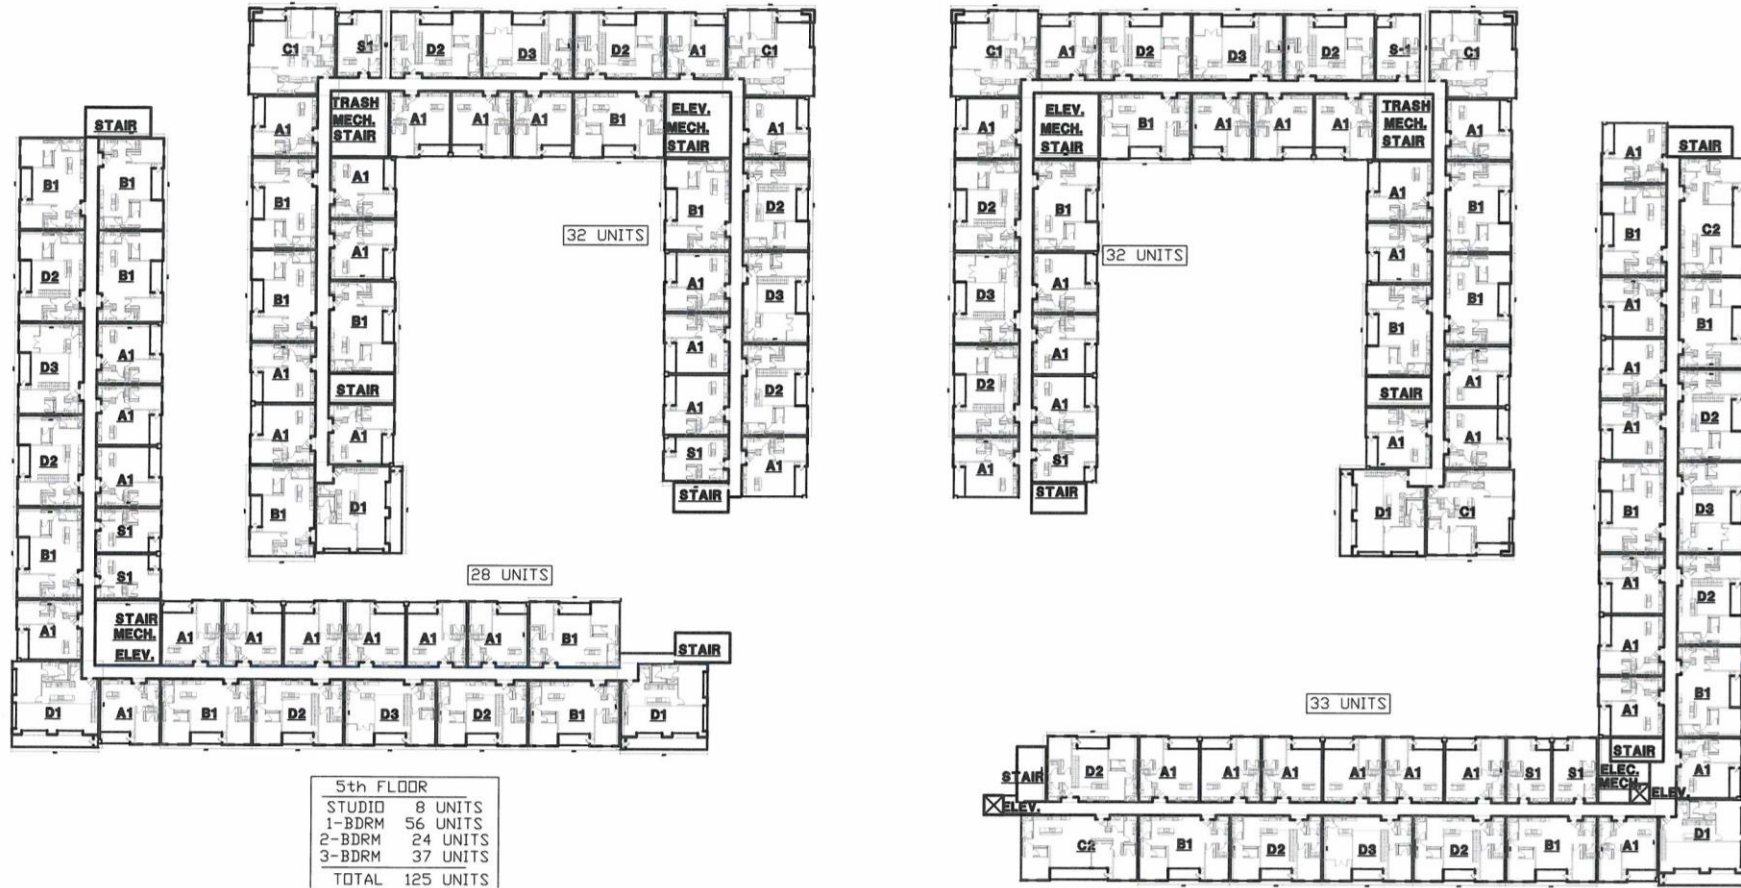 C1 S1 D2 D3 D2 A1 C1
TRASH
MECH.
STAIR
A1 A1 A1 B1
ELEV.
MECH.
STAIR
A1
B1
B1
A1
A1
B1
A1
A1
B1
STAIR
A1
D1
32 UNITS
B1
A1
A1
A1
S1
STAIR
A1
D2
D3
D2
A1
STAIR
B1
D2
D3
D2
B1
A1
D1
B1
B1
A1
A1
A1
S1
S1
STAIR
MECH.
ELEV.
28 UNITS
A1 A1 A1 A1 A1 A1 B1
STAIR
A1 B1 D2 D3 D2 B1 D1
5th FLOOR
STUDIO 8 UNITS
1-BDRM 56 UNITS
2-BDRM 24 UNITS
3-BDRM 37 UNITS
TOTAL 125 UNITS
C1 A1 D2 D3 D2 S-1 C1
ELEV.
MECH.
STAIR
B1 A1 A1 A1
TRASH
MECH.
STAIR
A1
D2
D3
D2
A1
B1
A1
A1
A1
S1
STAIR
32 UNITS
A1
A1
B1
STAIR
A1
D1
A1
B1
B1
A1
A1
C1
A1
B1
A1
A1
A1
B1
A1
A1
A1
STAIR
STAIR
C2
B1
D2
D3
D2
B1
A1
D1
33 UNITS
STAIR
D2 A1 A1 A1 A1 A1 A1 S1 S1
ELEC.
MECH.
ELEV.
ELEV.
C2 B1 D2 D3 D2 B1 A1